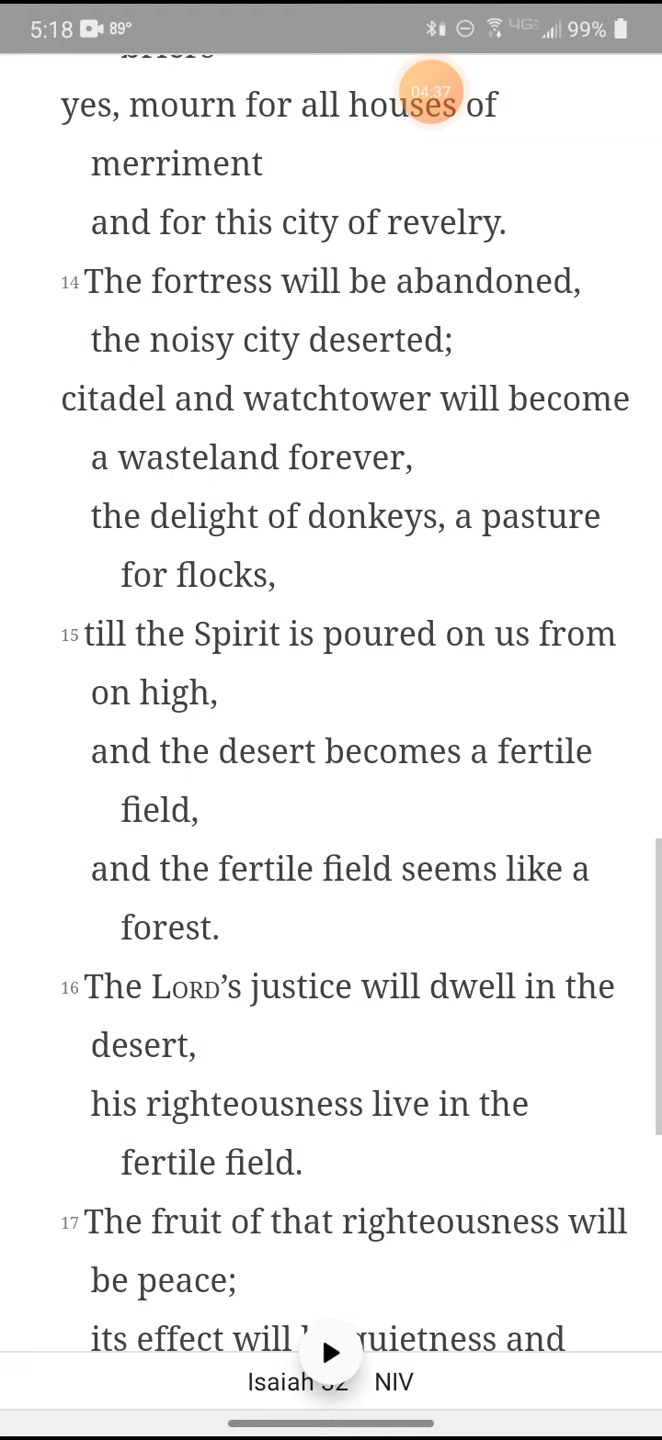 5:18 89° 4G 99%
04:37
yes, mourn for all houses of
merriment
and for this city of revelry.
14 The fortress will be abandoned,
the noisy city deserted;
citadel and watchtower will become
a wasteland forever,
the delight of donkeys, a pasture
for flocks,
15 till the Spirit is poured on us from
on high,
and the desert becomes a fertile
field,
and the fertile field seems like a
forest.
16 The LORD’s justice will dwell in the
desert,
his righteousness live in the
fertile field.
17 The fruit of that righteousness will
be peace;
its effect will quietness and
Isaiah 32 NIV